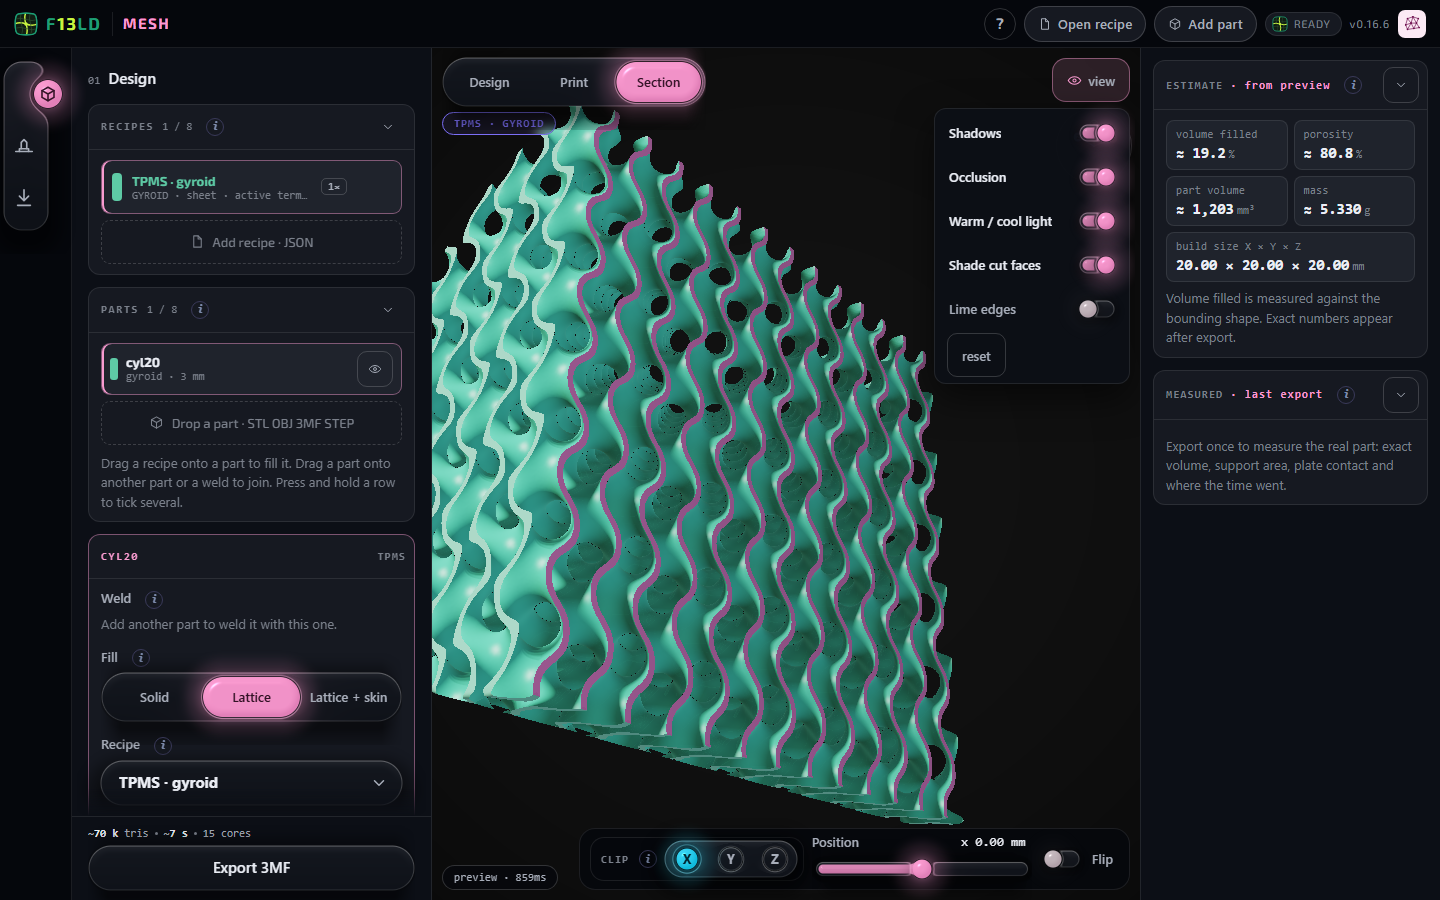 F13LD MESH
? Open recipe Add part READY v0.16.6
01 Design
RECIPES 1 / 8 i
TPMS · gyroid
GYROID · sheet · active term…
1×
Add recipe · JSON
PARTS 1 / 8 i
cyl20
gyroid · 3 mm
Drop a part · STL OBJ 3MF STEP
Drag a recipe onto a part to fill it. Drag a part onto
another part or a weld to join. Press and hold a row
to tick several.
CYL20 TPMS
Weld i
Add another part to weld it with this one.
Fill i
Solid Lattice Lattice + skin
Recipe i
TPMS · gyroid
~70 k tris • ~7 s • 15 cores
Export 3MF
Design Print Section
TPMS · GYROID
view
Shadows
Occlusion
Warm / cool light
Shade cut faces
Lime edges
reset
preview · 859ms
CLIP i X Y Z
Position x 0.00 mm
Flip
ESTIMATE · from preview i
volume filled
≈ 19.2 %
porosity
≈ 80.8 %
part volume
≈ 1,203 mm³
mass
≈ 5.330 g
build size X × Y × Z
20.00 × 20.00 × 20.00 mm
Volume filled is measured against the
bounding shape. Exact numbers appear
after export.
MEASURED · last export i
Export once to measure the real part: exact
volume, support area, plate contact and
where the time went.